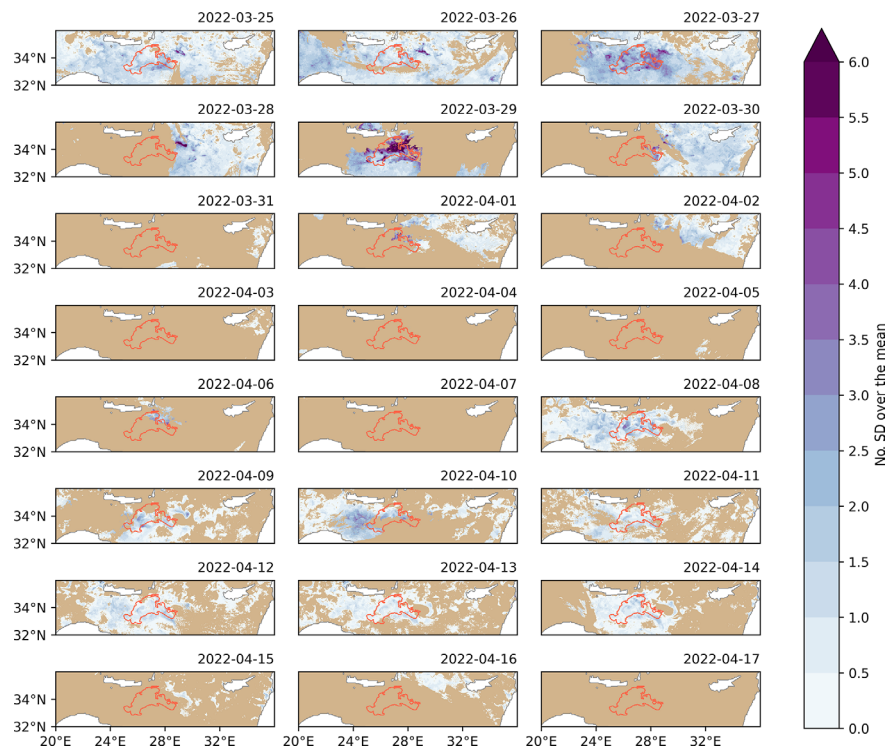 2022-03-25 2022-03-26 2022-03-27
34°N
32°N
2022-03-28 2022-03-29 2022-03-30
34°N
32°N
2022-03-31 2022-04-01 2022-04-02
34°N
32°N
2022-04-03 2022-04-04 2022-04-05
34°N
32°N
2022-04-06 2022-04-07 2022-04-08
34°N
32°N
2022-04-09 2022-04-10 2022-04-11
34°N
32°N
2022-04-12 2022-04-13 2022-04-14
34°N
32°N
2022-04-15 2022-04-16 2022-04-17
34°N
32°N
20°E 24°E 28°E 32°E 20°E 24°E 28°E 32°E 20°E 24°E 28°E 32°E
6.0
5.5
5.0
4.5
4.0
3.5
3.0
2.5
2.0
1.5
1.0
0.5
0.0
No. SD over the mean